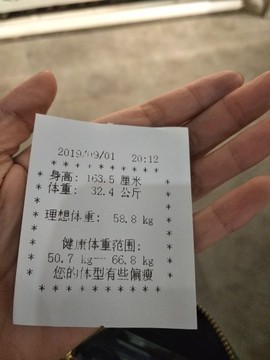 2019/09/01 20:12
* * * * * * * * *
* 身高: 163.5 厘米 *
* 体重: 32.4 公斤 *
* 理想体重: 58.8 kg *
* 健康体重范围: *
* 50.7 kg-- 66.8 kg *
* 您的体型有些偏瘦 *
* * * * * * * * *